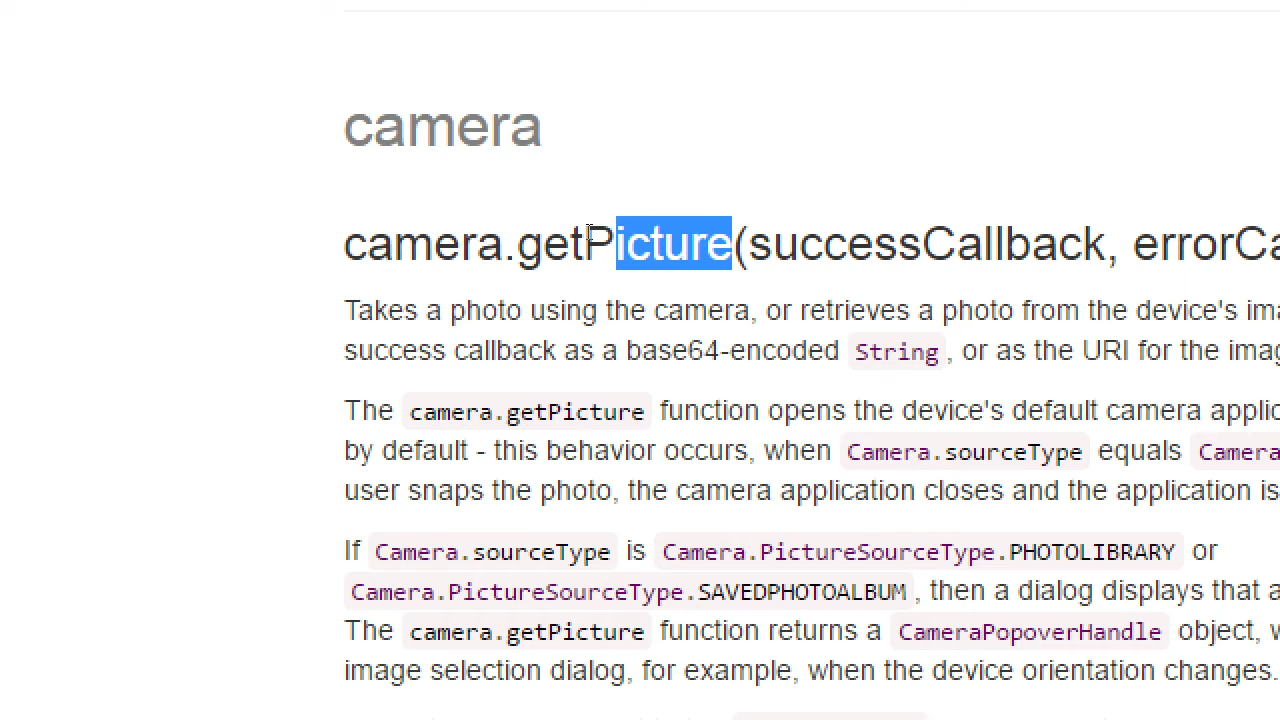 camera
camera.getPicture(successCallback,
Takes a photo using the camera, or retrieves a photo from the device's
success callback as a base64-encoded String, or as the URI for the
The camera.getPicture function opens the device's default camera
by default - this behavior occurs, when Camera.sourceType equals Camera
user snaps the photo, the camera application closes and the application is
If Camera.sourceType is Camera.PictureSourceType.PHOTOLIBRARY or
Camera.PictureSourceType.SAVEDPHOTOALBUM, then a dialog displays that
The camera.getPicture function returns a CameraPopoverHandle object,
image selection dialog, for example, when the device orientation changes.